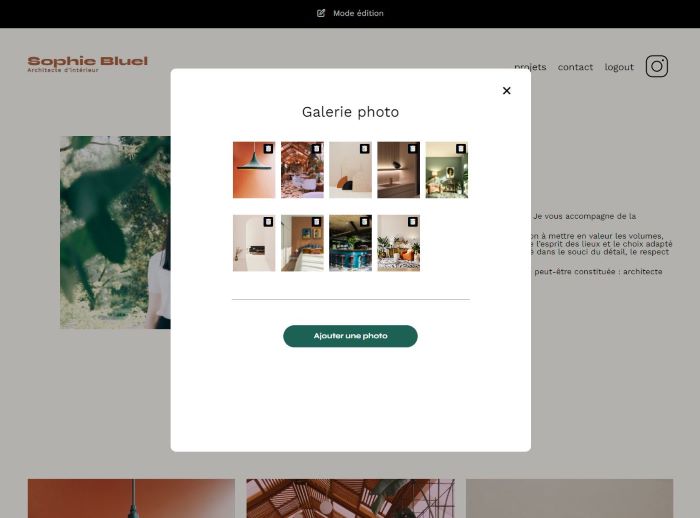 Mode édition
Sophie Bluel
Architecte d'intérieur
projets contact logout
Galerie photo
Je vous accompagne de la
on à mettre en valeur les volumes,
e l'esprit des lieux et le choix adapté
dans le souci du détail, le respect
peut-être constituée : architecte
Ajouter une photo